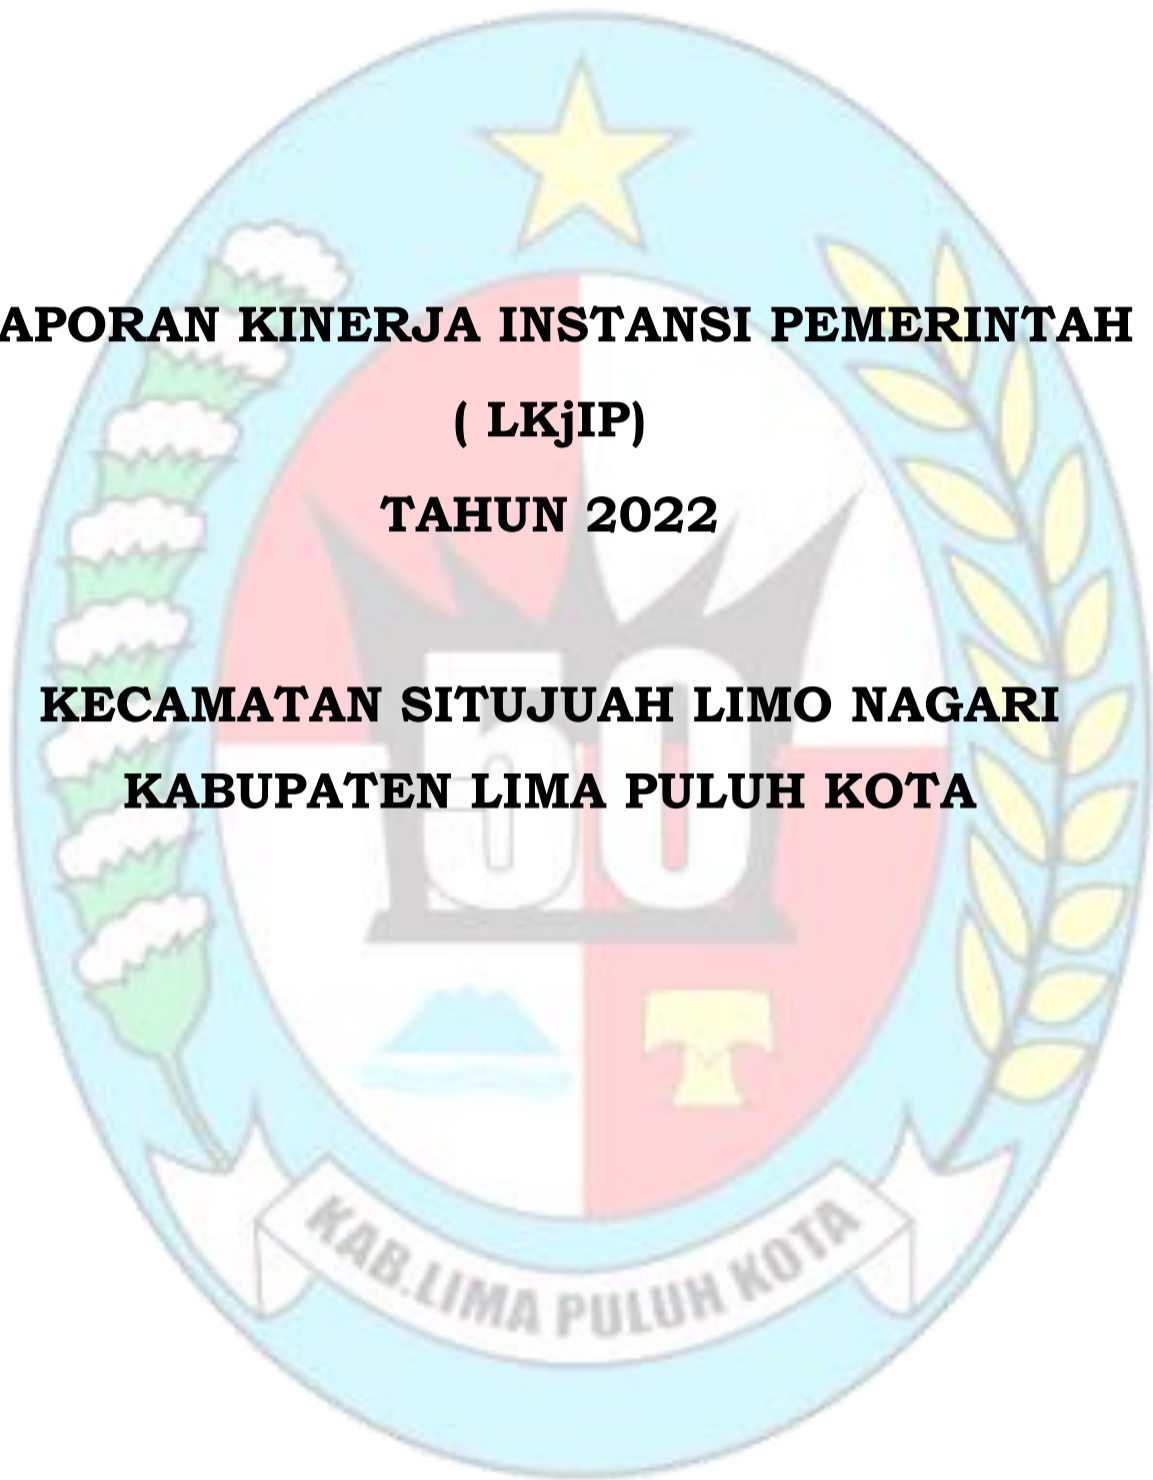 APORAN KINERJA INSTANSI PEMERINTAH
( LKjIP)
TAHUN 2022
KECAMATAN SITUJUAH LIMO NAGARI
KABUPATEN LIMA PULUH KOTA
50
KAB.LIMA PULUH KOTA